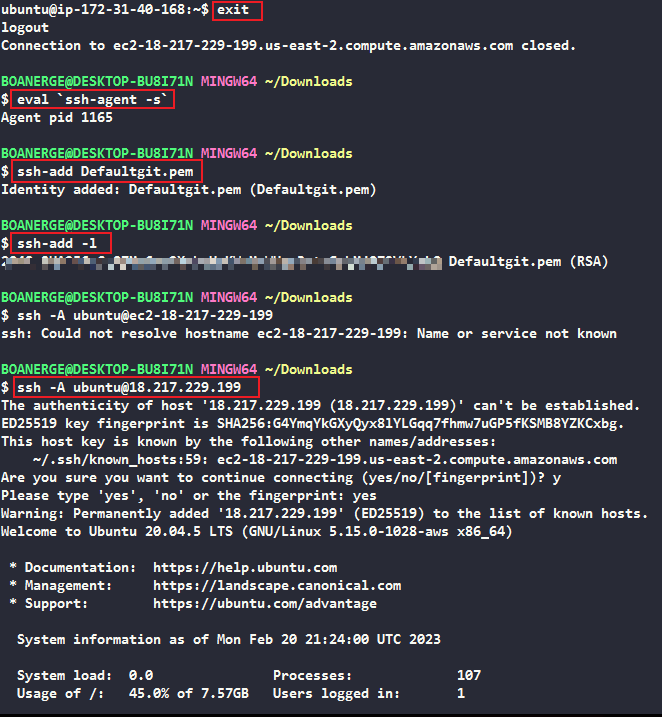 ubuntu@ip-172-31-40-168:~$ exit
logout
Connection to ec2-18-217-229-199.us-east-2.compute.amazonaws.com closed.
BOANERGE@DESKTOP-BU8I71N MINGW64 ~/Downloads
$ eval `ssh-agent -s`
Agent pid 1165
BOANERGE@DESKTOP-BU8I71N MINGW64 ~/Downloads
$ ssh-add Defaultgit.pem
Identity added: Defaultgit.pem (Defaultgit.pem)
BOANERGE@DESKTOP-BU8I71N MINGW64 ~/Downloads
$ ssh-add -l
Defaultgit.pem (RSA)
BOANERGE@DESKTOP-BU8I71N MINGW64 ~/Downloads
$ ssh -A ubuntu@ec2-18-217-229-199
ssh: Could not resolve hostname ec2-18-217-229-199: Name or service not known
BOANERGE@DESKTOP-BU8I71N MINGW64 ~/Downloads
$ ssh -A ubuntu@18.217.229.199
The authenticity of host '18.217.229.199 (18.217.229.199)' can't be established.
ED25519 key fingerprint is SHA256:G4YmqYkGXyQyx8lYLGqq7fhmw7uGP5fKSMB8YZKCxbg.
This host key is known by the following other names/addresses:
~/.ssh/known_hosts:59: ec2-18-217-229-199.us-east-2.compute.amazonaws.com
Are you sure you want to continue connecting (yes/no/[fingerprint])? y
Please type 'yes', 'no' or the fingerprint: yes
Warning: Permanently added '18.217.229.199' (ED25519) to the list of known hosts.
Welcome to Ubuntu 20.04.5 LTS (GNU/Linux 5.15.0-1028-aws x86_64)
* Documentation:  https://help.ubuntu.com
* Management:     https://landscape.canonical.com
* Support:        https://ubuntu.com/advantage
System information as of Mon Feb 20 21:24:00 UTC 2023
System load:  0.0               Processes:             107
Usage of /:   45.0% of 7.57GB   Users logged in:       1